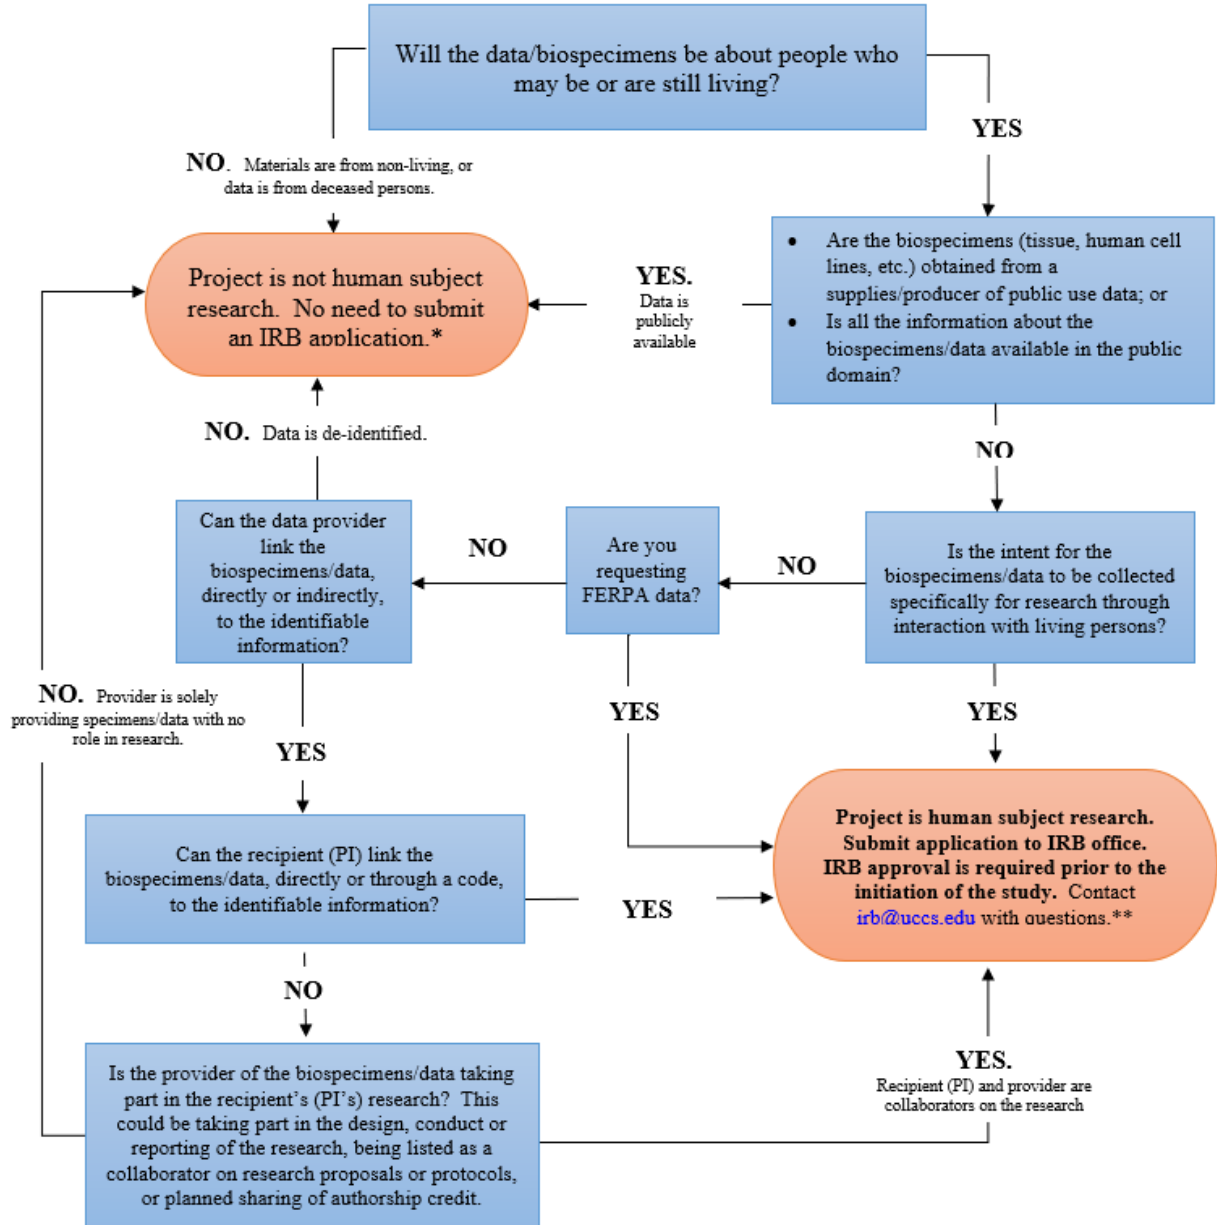 Will the data/biospecimens be about people who
may be or are still living?
YES
NO. Materials are from non-living, or
data is from deceased persons.
Project is not human subject
research. No need to submit
an IRB application.*
YES.
Data is
publicly
available
• Are the biospecimens (tissue, human cell
lines, etc.) obtained from a
supplies/producer of public use data; or
• Is all the information about the
biospecimens/data available in the public
domain?
NO. Data is de-identified.
NO
Can the data provider
link the
biospecimens/data,
directly or indirectly,
to the identifiable
information?
NO
Are you
requesting
FERPA data?
NO
Is the intent for the
biospecimens/data to be collected
specifically for research through
interaction with living persons?
NO. Provider is solely
providing specimens/data with no
role in research.
YES
YES
YES
Can the recipient (PI) link the
biospecimens/data, directly or through a code,
to the identifiable information?
YES
Project is human subject research.
Submit application to IRB office.
IRB approval is required prior to the
initiation of the study. Contact
irb@uccs.edu with questions.**
NO
Is the provider of the biospecimens/data taking
part in the recipient's (PI's) research? This
could be taking part in the design, conduct or
reporting of the research, being listed as a
collaborator on research proposals or protocols,
or planned sharing of authorship credit.
YES.
Recipient (PI) and provider are
collaborators on the research